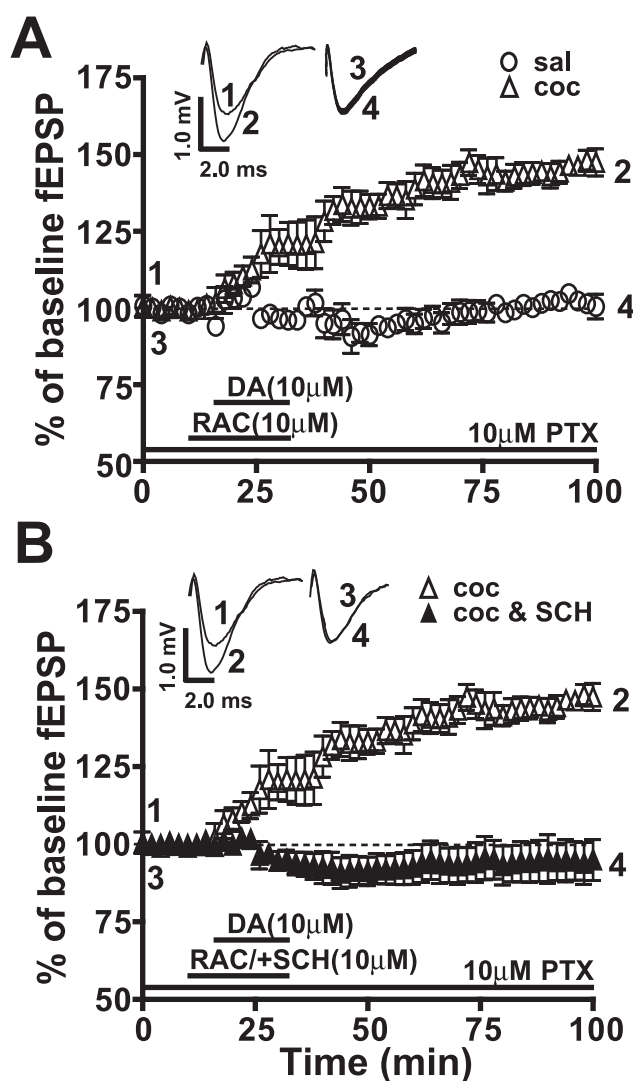 A
175
150
125
100
75
50
% of baseline fEPSP
1.0 mV
2.0 ms
1
2
3
4
sal
coc
1
3
2
4
DA(10μM)
RAC(10μM)
10μM PTX
0
25
50
75
100
B
175
150
125
100
75
50
% of baseline fEPSP
1.0 mV
2.0 ms
1
2
3
4
coc
coc & SCH
1
3
2
4
DA(10μM)
RAC/+SCH(10μM)
10μM PTX
0
25
50
75
100
Time (min)